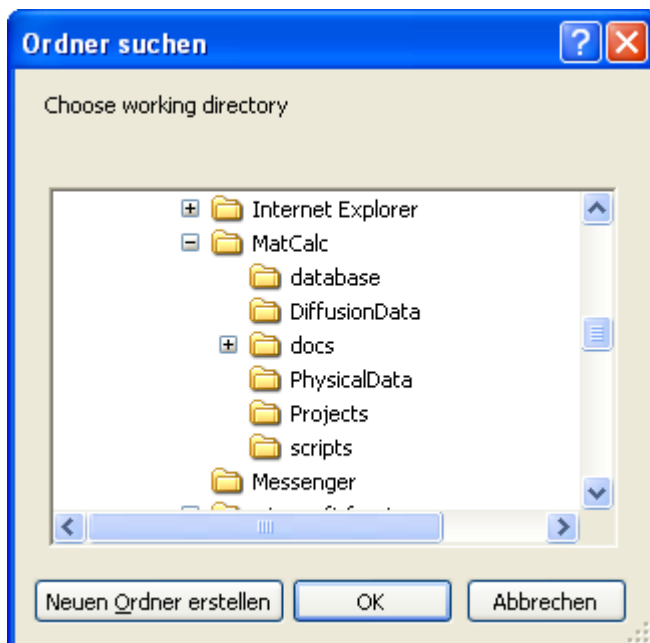 Ordner suchen
Choose working directory
Internet Explorer
MatCalc
database
DiffusionData
docs
PhysicalData
Projects
scripts
Messenger
Neuen Ordner erstellen OK Abbrechen